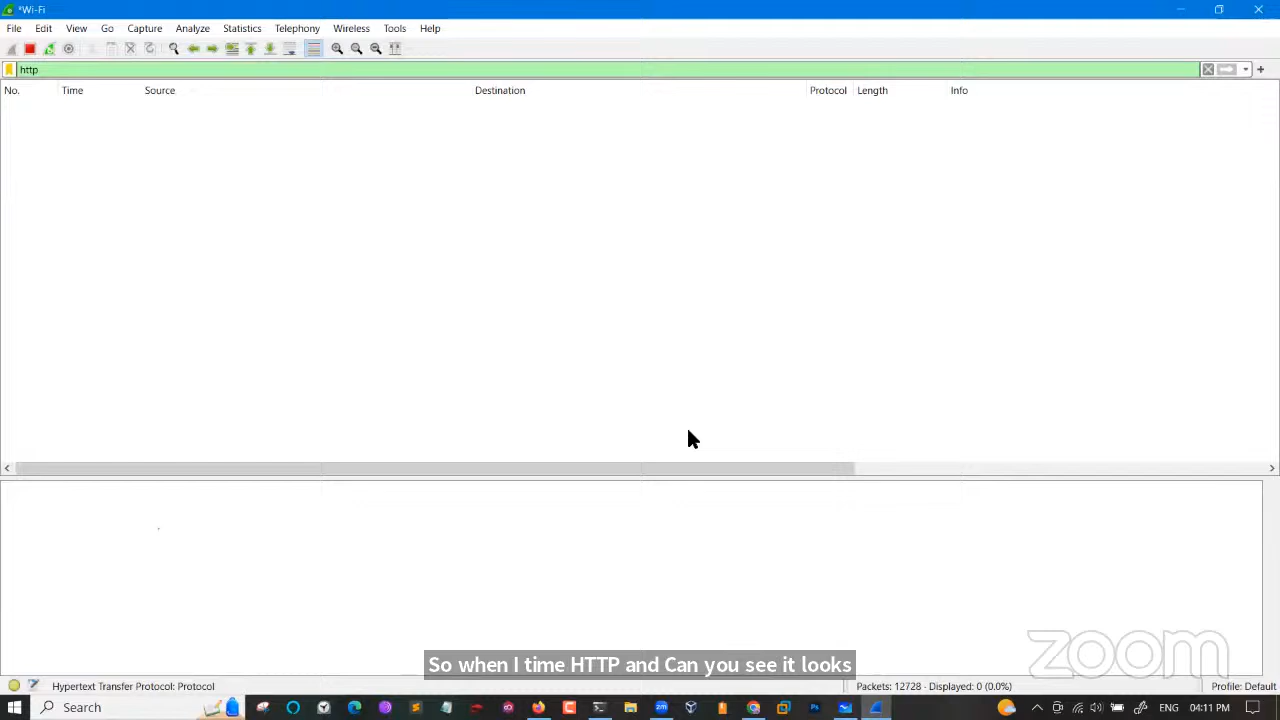 *Wi-Fi
File Edit View Go Capture Analyze Statistics Telephony Wireless Tools Help
http
No. Time Source Destination Protocol Length Info
So when I time HTTP and Can you see it looks
zoom
Hypertext Transfer Protocol: Protocol Packets: 12728 · Displayed: 0 (0.0%) Profile: Default
Search ENG 04:11 PM